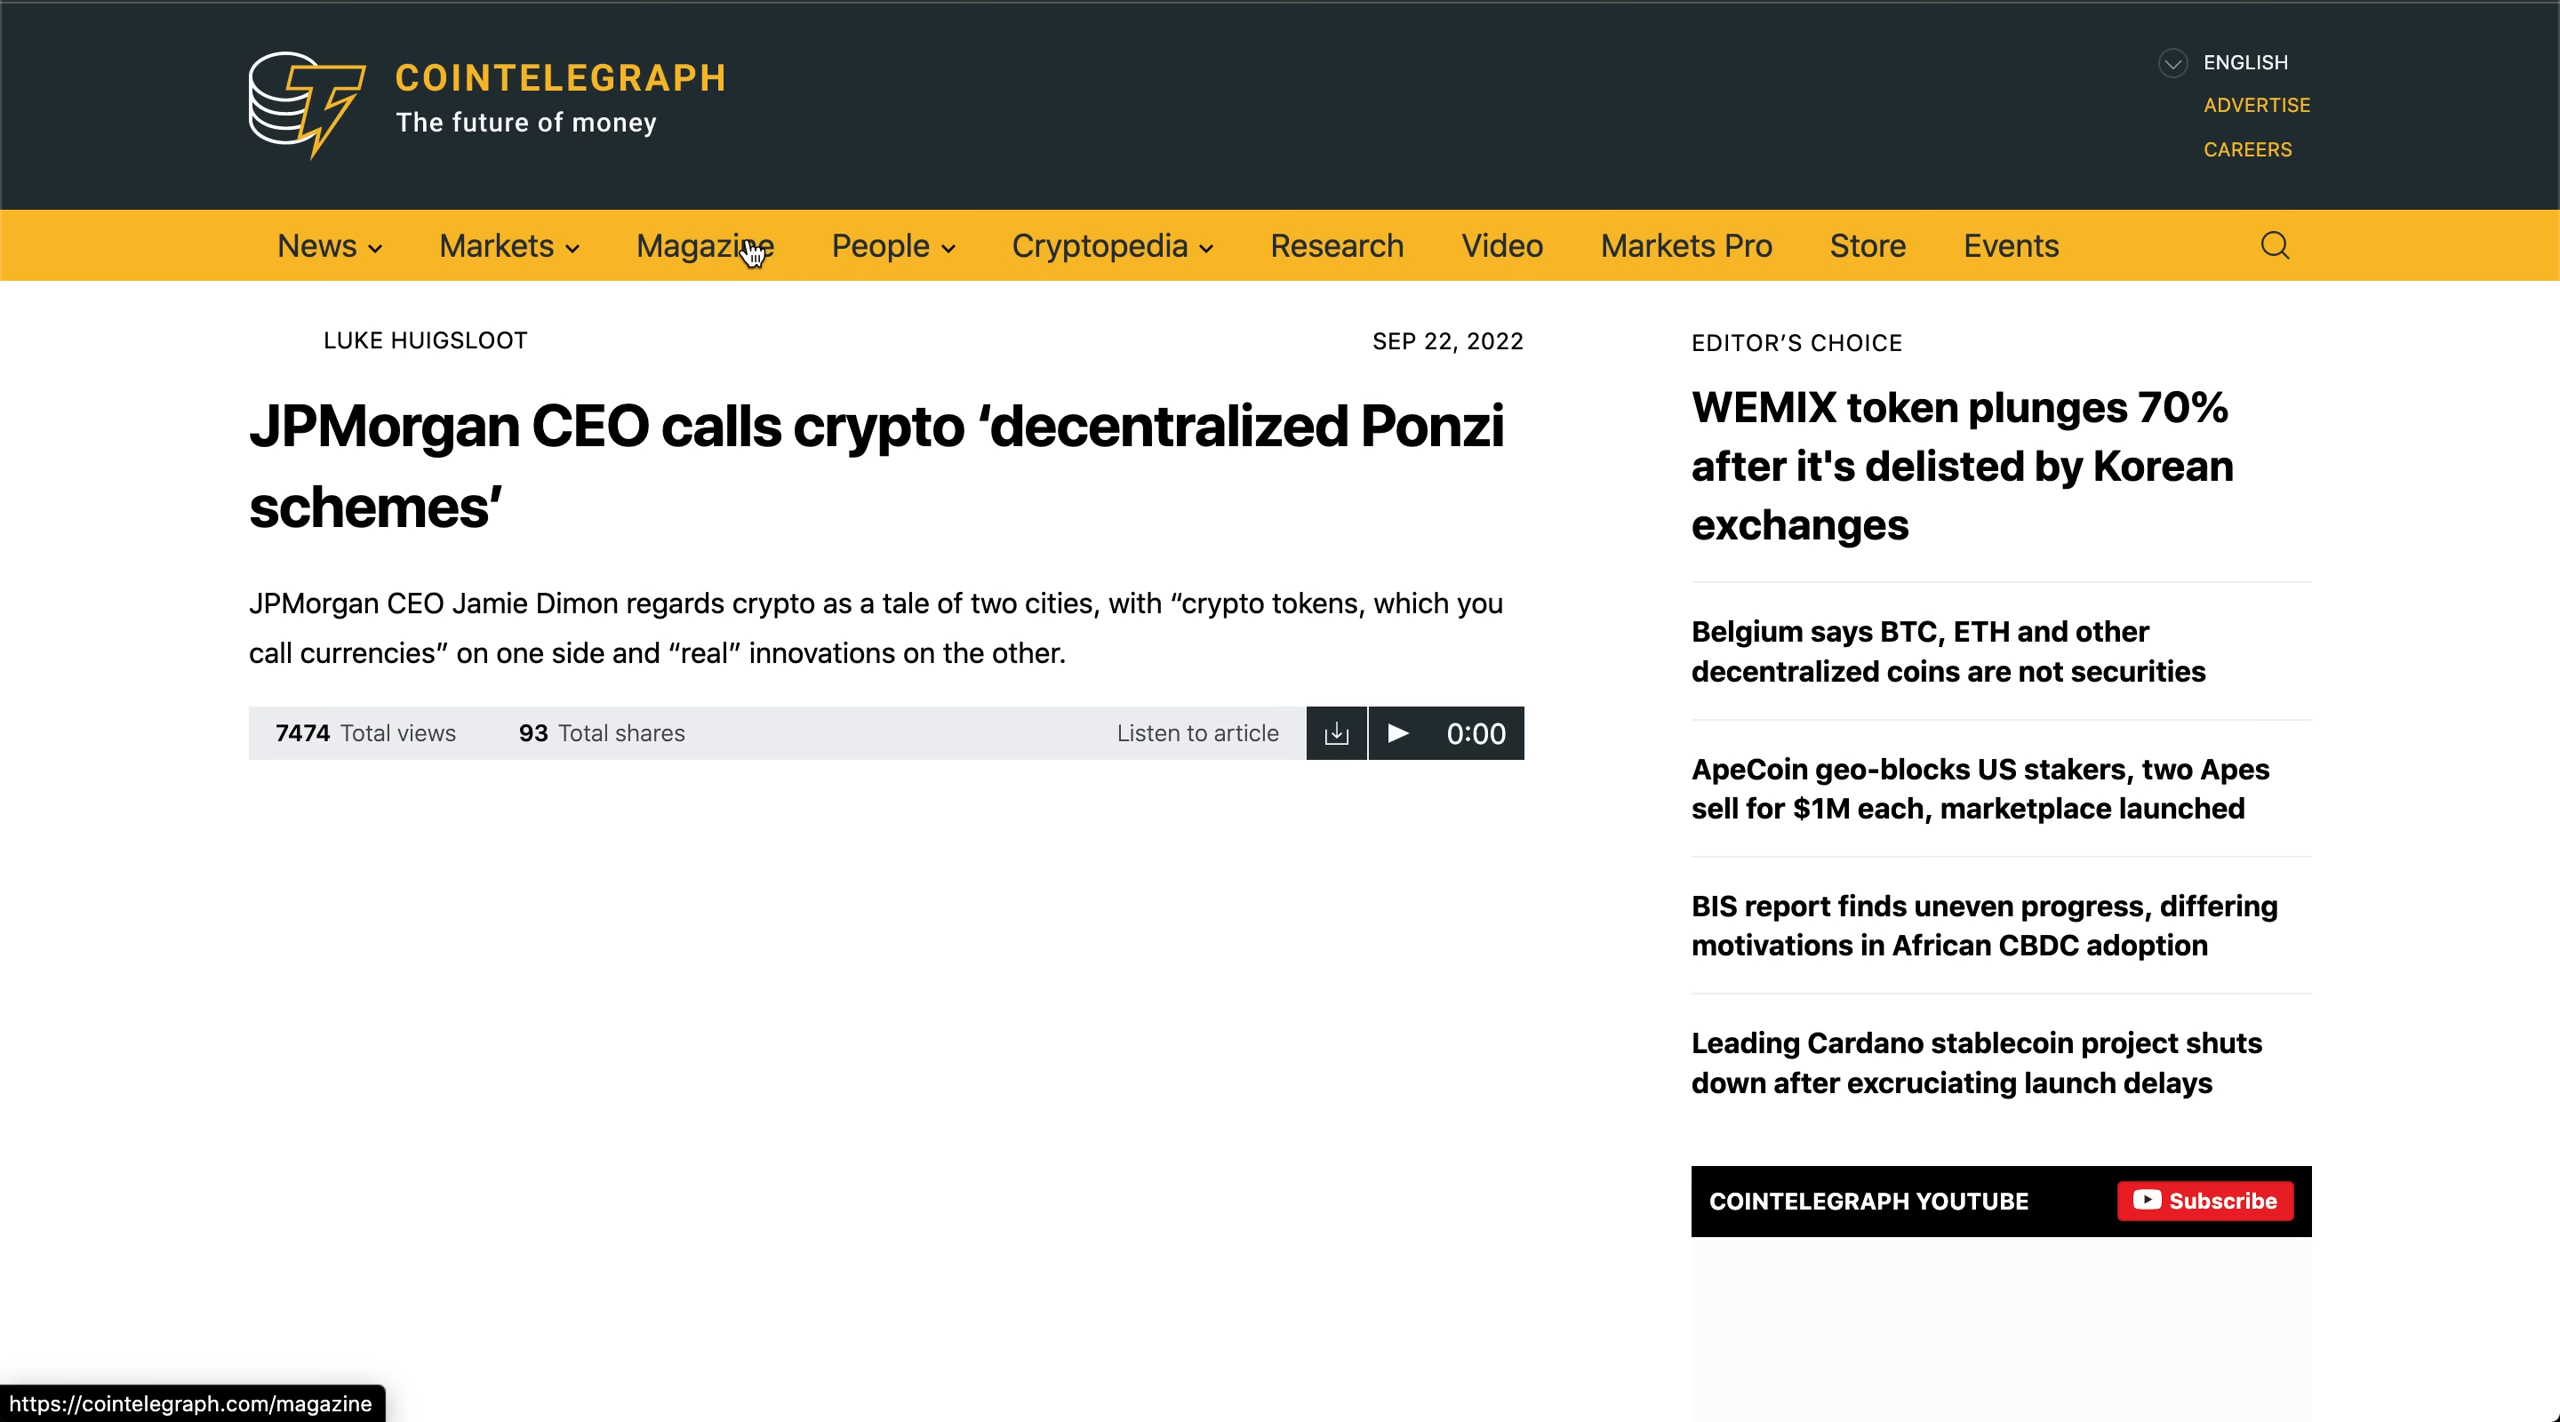 COINTELEGRAPH
The future of money
ENGLISH
ADVERTISE
CAREERS
News Markets Magazine People Cryptopedia Research Video Markets Pro Store Events
LUKE HUIGSLOOT
SEP 22, 2022
JPMorgan CEO calls crypto ‘decentralized Ponzi
schemes’
JPMorgan CEO Jamie Dimon regards crypto as a tale of two cities, with “crypto tokens, which you
call currencies” on one side and “real” innovations on the other.
7474 Total views 93 Total shares Listen to article 0:00
EDITOR’S CHOICE
WEMIX token plunges 70%
after it's delisted by Korean
exchanges
Belgium says BTC, ETH and other
decentralized coins are not securities
ApeCoin geo-blocks US stakers, two Apes
sell for $1M each, marketplace launched
BIS report finds uneven progress, differing
motivations in African CBDC adoption
Leading Cardano stablecoin project shuts
down after excruciating launch delays
COINTELEGRAPH YOUTUBE Subscribe
https://cointelegraph.com/magazine